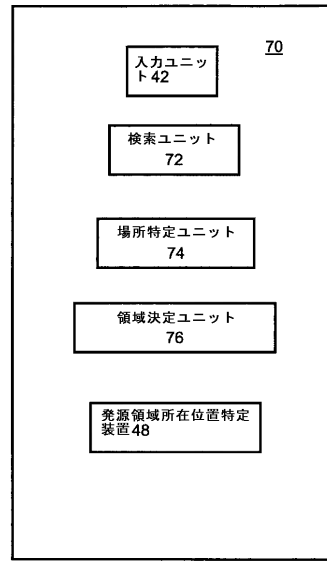 70
入力ユニッ
ト42
検索ユニット
72
場所特定ユニット
74
領域決定ユニット
76
発源領域所在位置特定
装置48